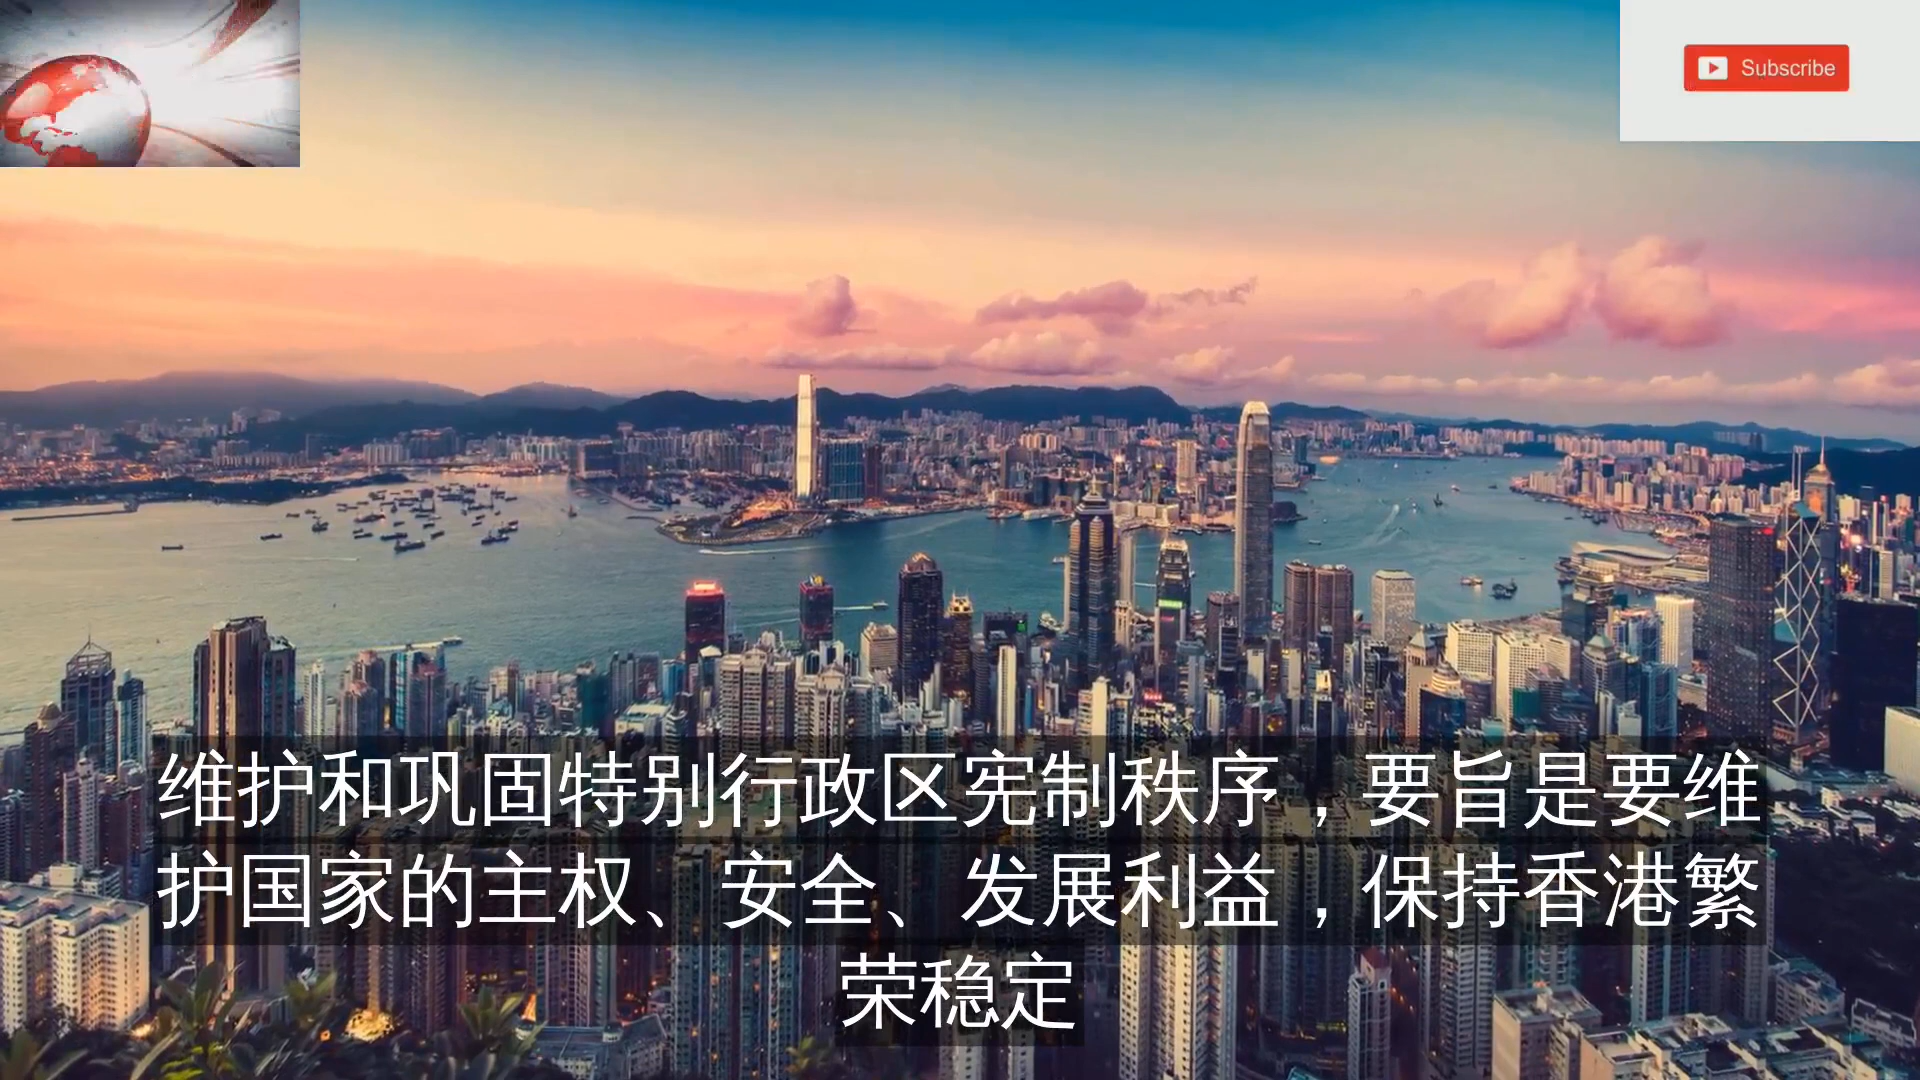 Subscribe
维护和巩固特别行政区宪制秩序，要旨是要维
护国家的主权、安全、发展利益，保持香港繁
荣稳定